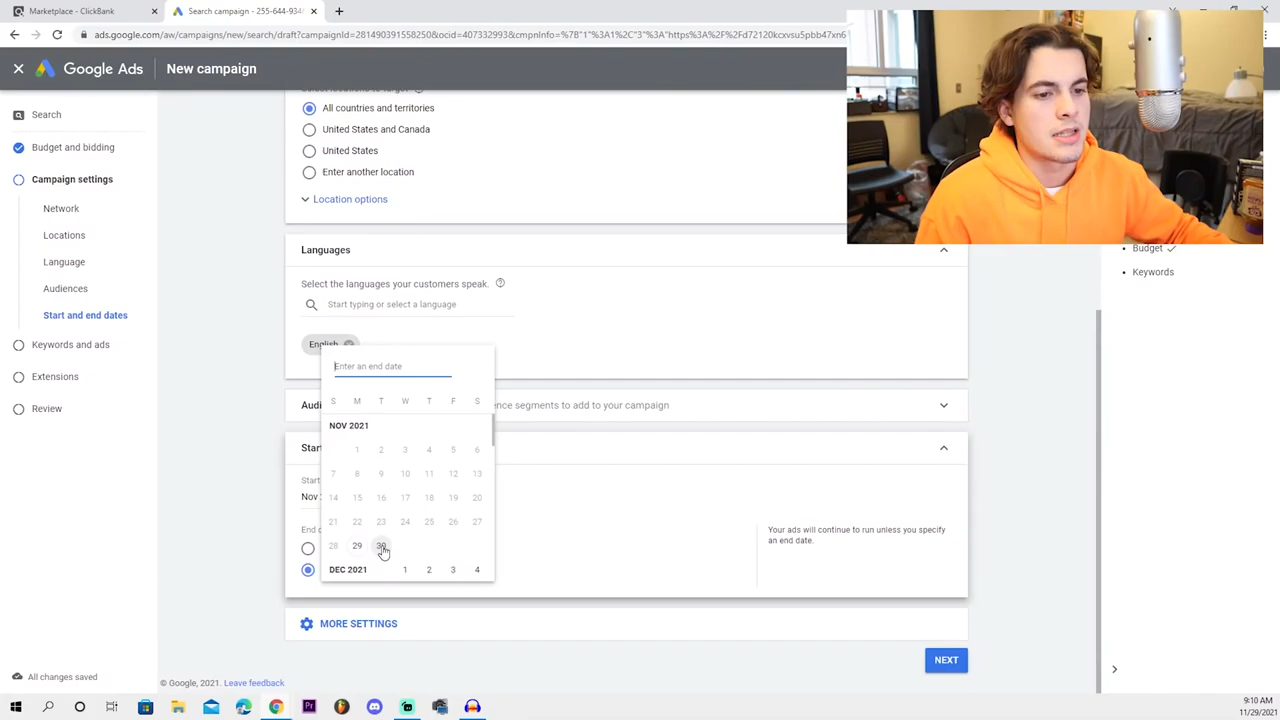 Marketplace - ClickBank
Search campaign - 255-644-934
ads.google.com/aw/campaigns/new/search/draft?campaignId=281490391558250&ocid=407332993&cmpnInfo=%7B"1"%3A1%2C"3"%3A"https%3A%2F%2Fd72120kcxvsu5pbb47xn6
Google Ads
New campaign
Search
Budget and bidding
Campaign settings
Network
Locations
Language
Audiences
Start and end dates
Keywords and ads
Extensions
Review
All countries and territories
United States and Canada
United States
Enter another location
Location options
Languages
Select the languages your customers speak.
Start typing or select a language
English
Enter an end date
S M T W T F S
NOV 2021
1 2 3 4 5 6
7 8 9 10 11 12 13
14 15 16 17 18 19 20
21 22 23 24 25 26 27
28 29 30
DEC 2021 1 2 3 4
Audi
ence segments to add to your campaign
Start
Start
Nov 2
End d
Your ads will continue to run unless you specify
an end date.
MORE SETTINGS
NEXT
Budget
Keywords
All changes saved
© Google, 2021. Leave feedback
9:10 AM
11/29/2021